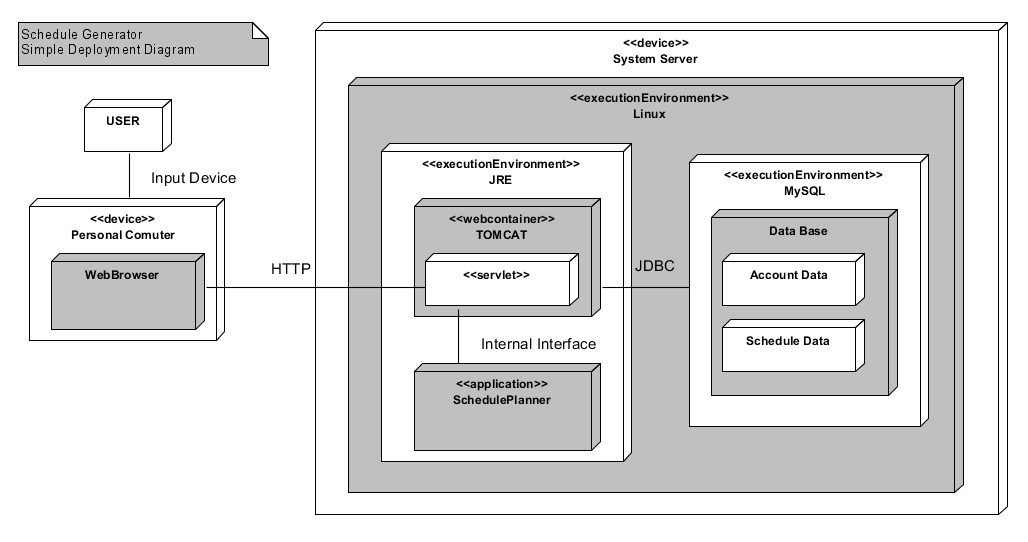 Schedule Generator
Simple Deployment Diagram
USER
Input Device
<<device>>
Personal Comuter
WebBrowser
HTTP
<<device>>
System Server
<<executionEnvironment>>
Linux
<<executionEnvironment>>
JRE
<<webcontainer>>
TOMCAT
<<servlet>>
Internal Interface
<<application>>
SchedulePlanner
JDBC
<<executionEnvironment>>
MySQL
Data Base
Account Data
Schedule Data